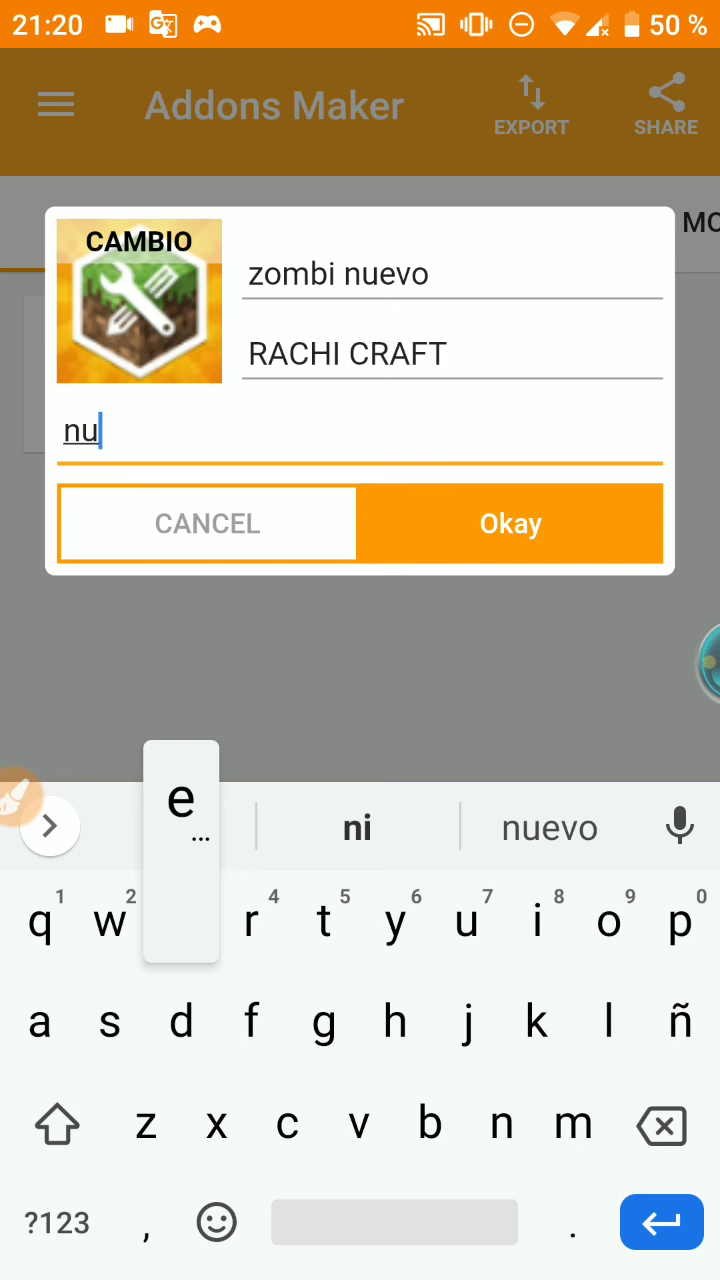 21:20 50 %
Addons Maker
EXPORT
SHARE
MO
CAMBIO
zombi nuevo
RACHI CRAFT
nu
CANCEL Okay
e
...
ni nuevo
1 2 4 5 6 7 8 9 0
q w r t y u i o p
a s d f g h j k l ñ
z x c v b n m
?123 , .